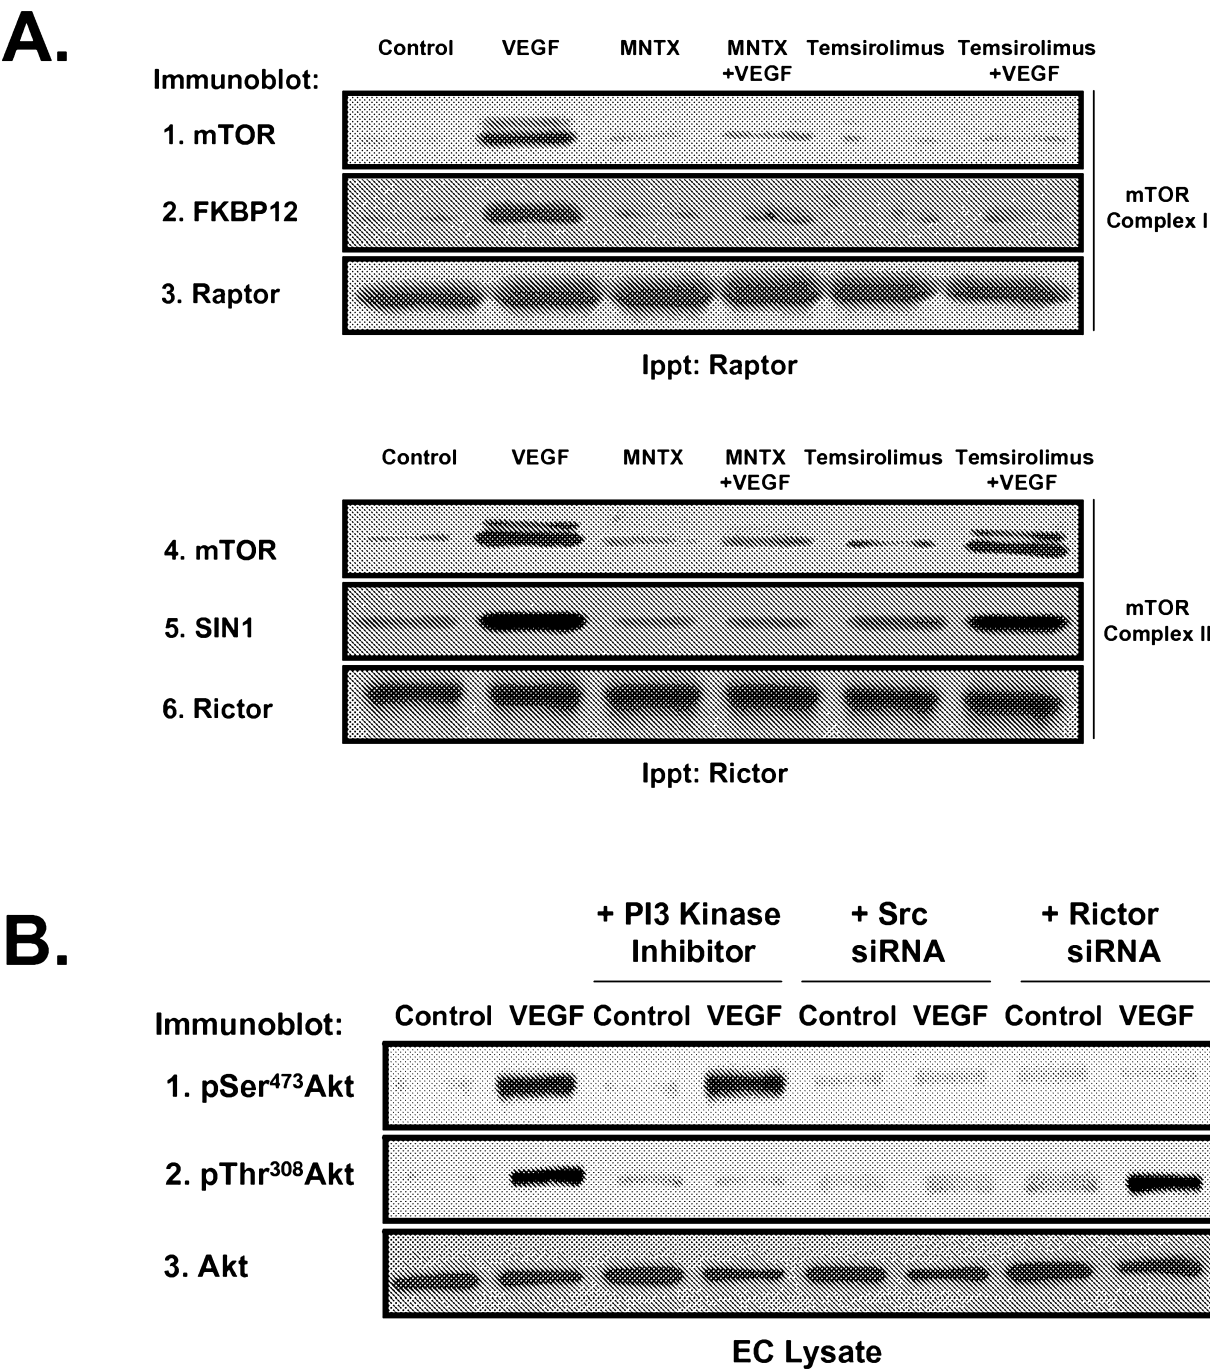 A.
Control VEGF MNTX MNTX Temsirolimus Temsirolimus
+VEGF +VEGF
Immunoblot:
1. mTOR
2. FKBP12
mTOR
Complex I
3. Raptor
Ippt: Raptor
Control VEGF MNTX MNTX Temsirolimus Temsirolimus
+VEGF +VEGF
4. mTOR
5. SIN1
mTOR
Complex II
6. Rictor
Ippt: Rictor
B.
+ PI3 Kinase + Src + Rictor
Inhibitor siRNA siRNA
Immunoblot: Control VEGF Control VEGF Control VEGF Control VEGF
1. pSer⁴⁷³Akt
2. pThr³⁰⁸Akt
3. Akt
EC Lysate